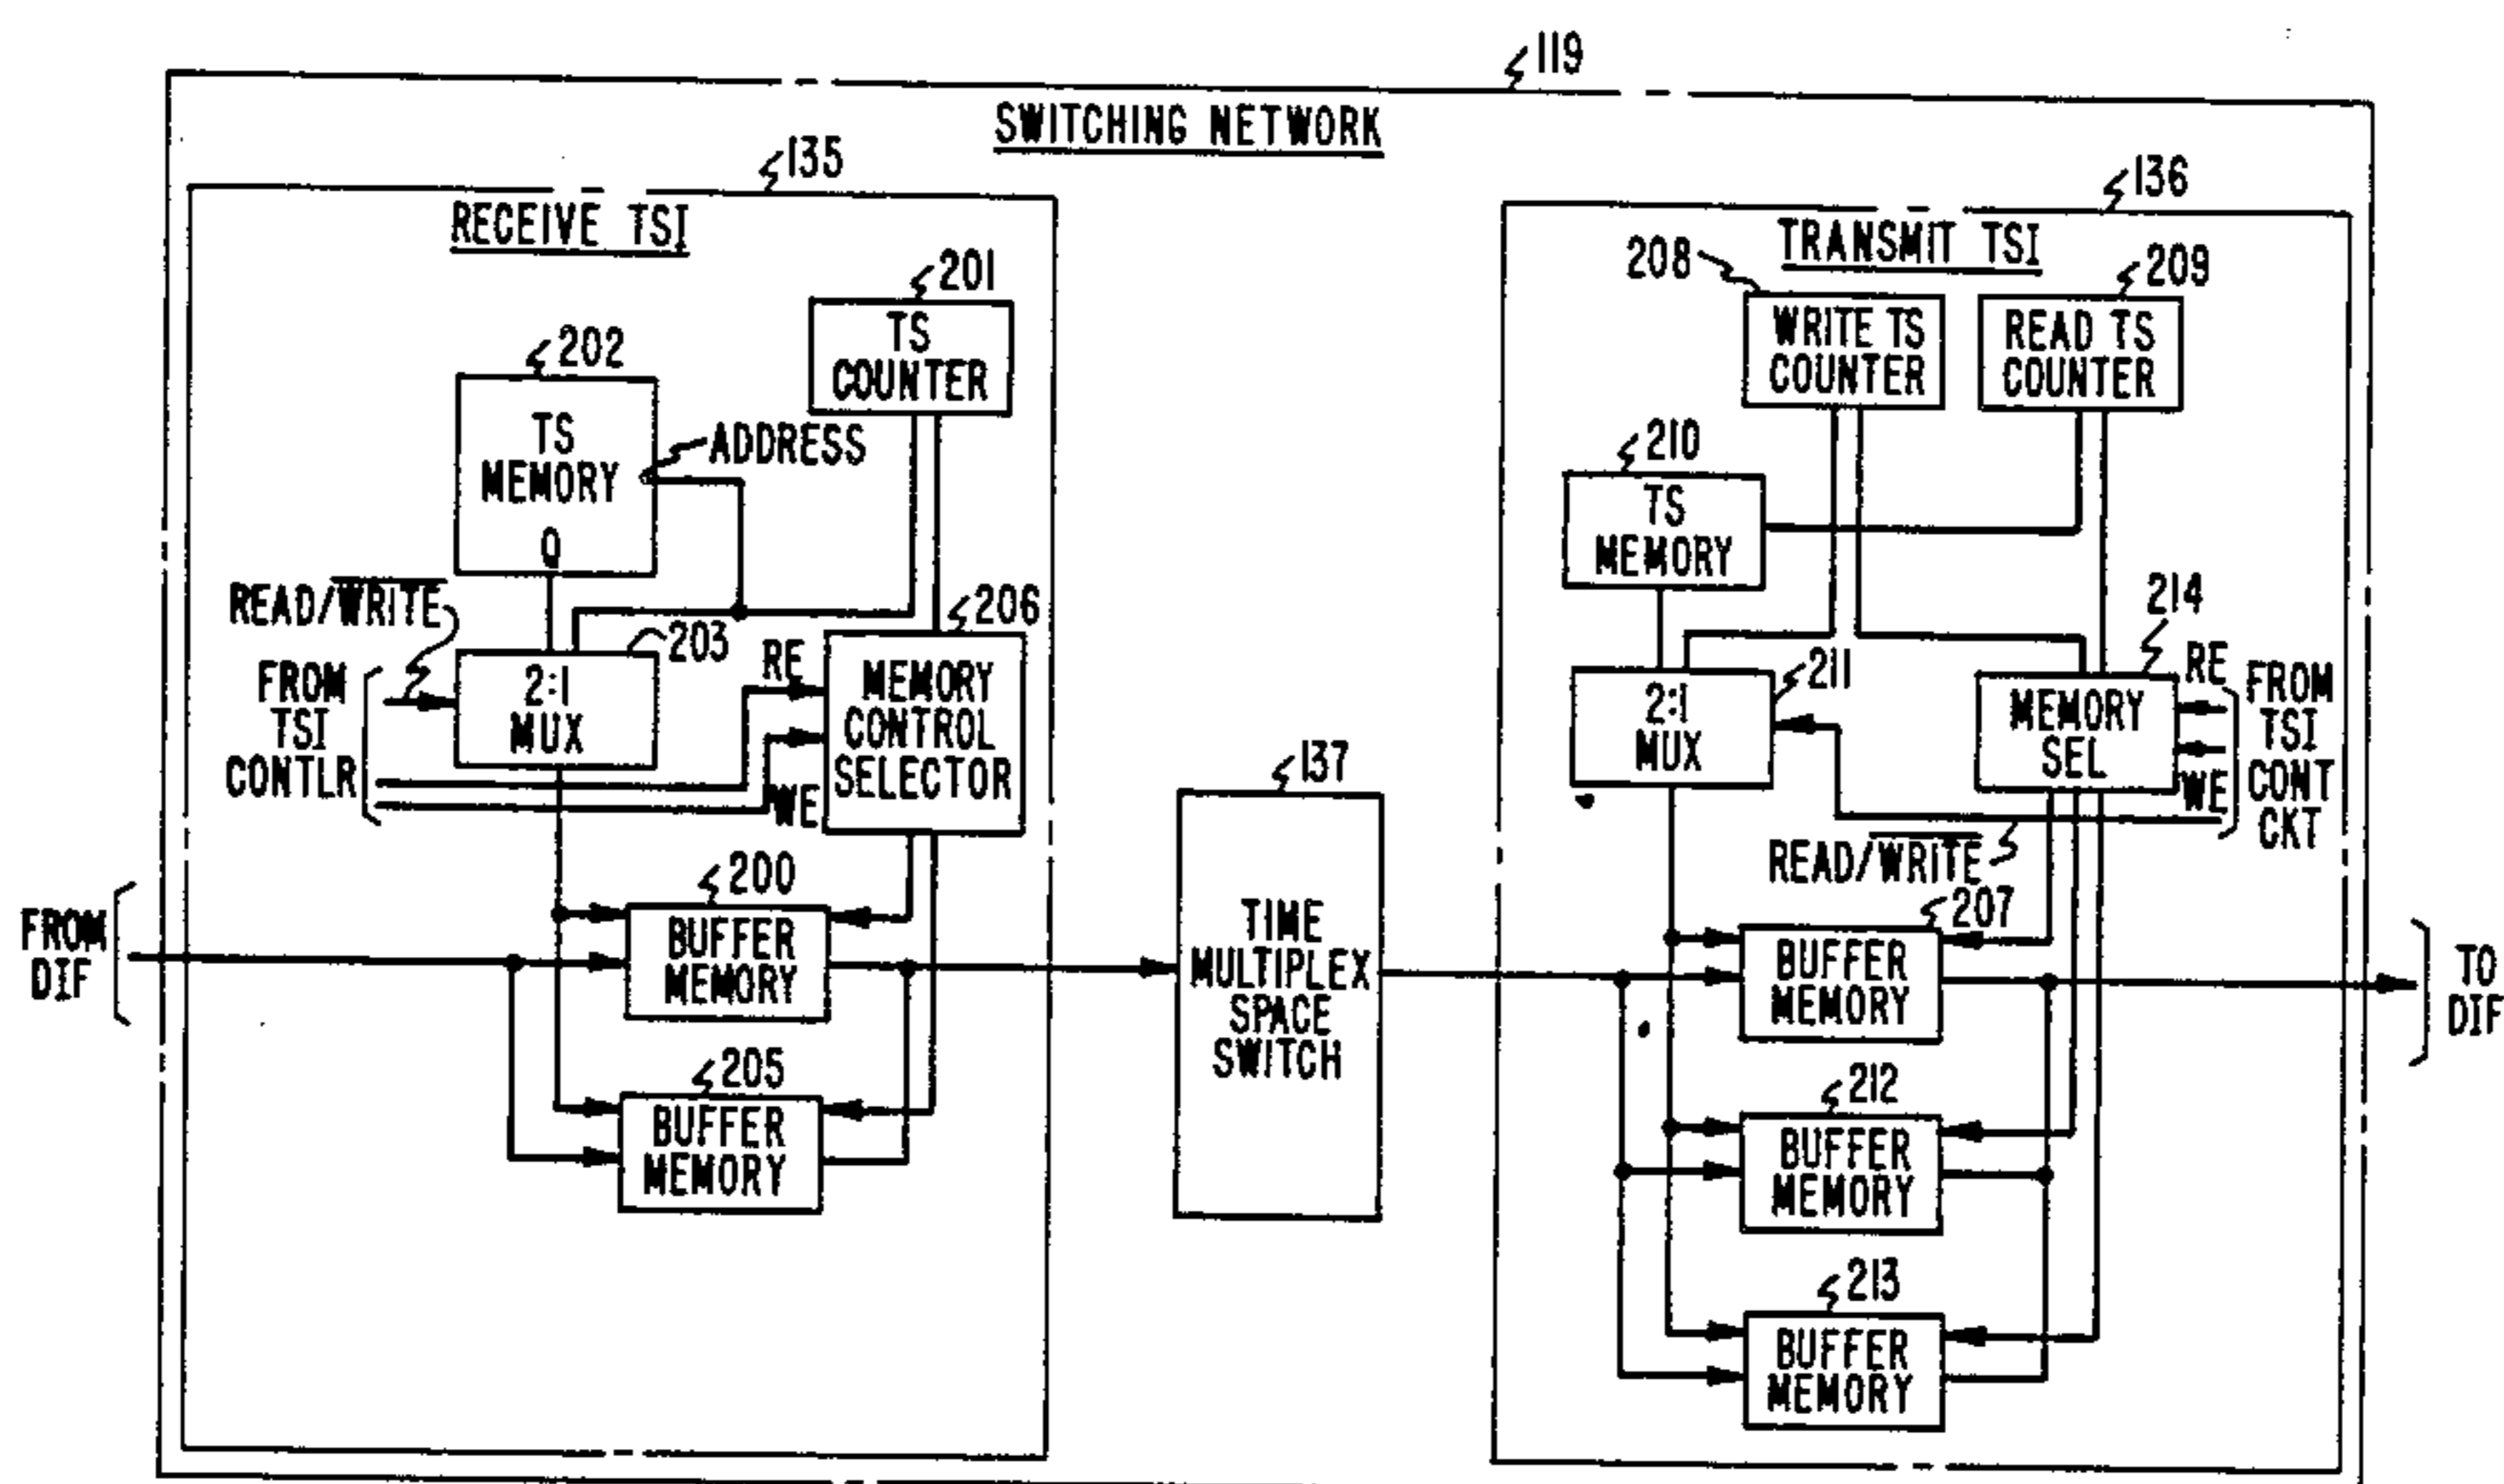 119
SWITCHING NETWORK
135
RECEIVE TSI
201
TS
COUNTER
202
TS
MEMORY
Q
ADDRESS
READ/WRITE
203
2:1
MUX
FROM
TSI
CONTLR
RE
WE
206
MEMORY
CONTROL
SELECTOR
FROM
DIF
200
BUFFER
MEMORY
205
BUFFER
MEMORY
137
TIME
MULTIPLEX
SPACE
SWITCH
136
TRANSMIT TSI
208
WRITE TS
COUNTER
209
READ TS
COUNTER
210
TS
MEMORY
211
2:1
MUX
214
MEMORY
SEL
RE
WE
FROM
TSI
CONT
CKT
READ/WRITE
207
BUFFER
MEMORY
212
BUFFER
MEMORY
213
BUFFER
MEMORY
TO
DIF